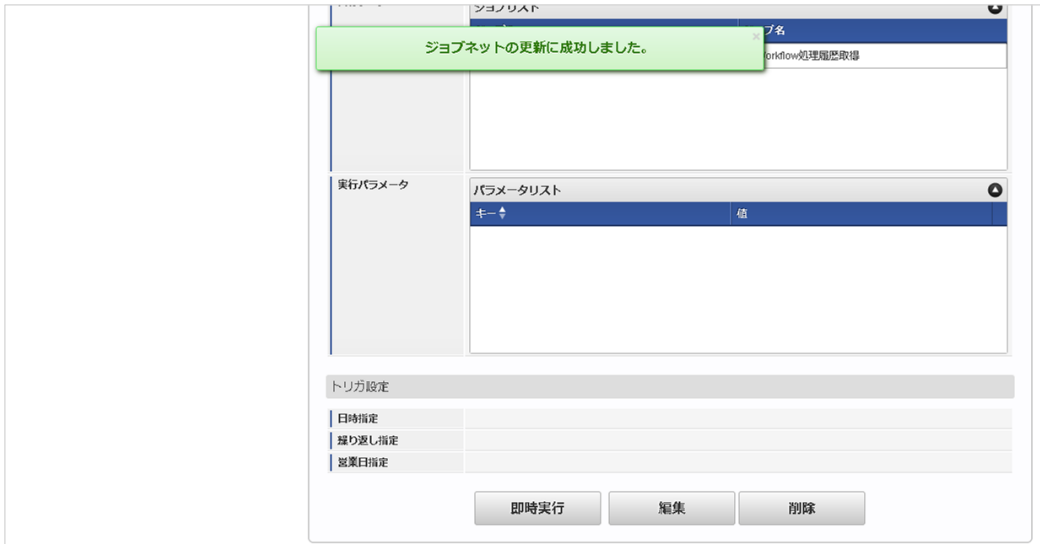 ジョブリスト
プ名
ジョブネットの更新に成功しました。
×
orkflow処理履歴取得
実行パラメータ
パラメータリスト
キー
値
トリガ設定
日時指定
繰り返し指定
営業日指定
即時実行
編集
削除